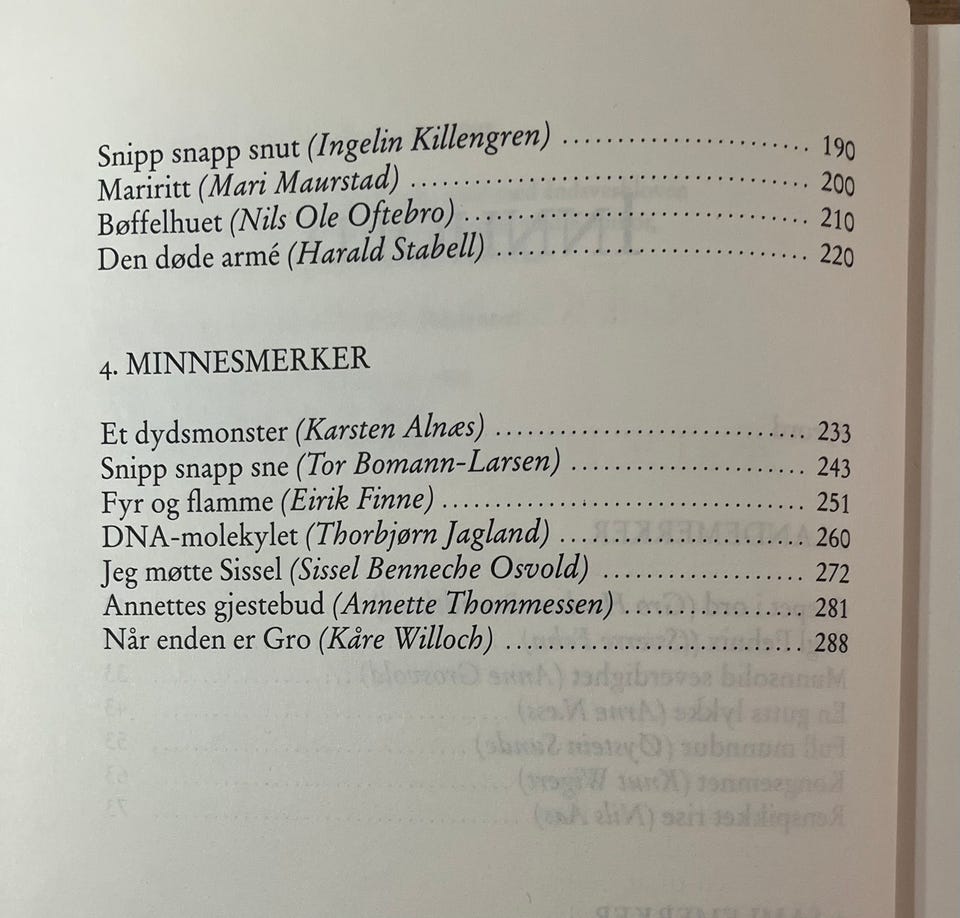 Snipp snapp snut (Ingelin Killengren) ........................ 190
Mariritt (Mari Maurstad) ........................................ 200
Bøffelhuet (Nils Ole Oftebro) .................................. 210
Den døde armé (Harald Stabell) .............................. 220
4. MINNESMERKER
Et dydsmonster (Karsten Alnæs) .............................. 233
Snipp snapp sne (Tor Bomann-Larsen) ...................... 243
Fyr og flamme (Eirik Finne) .................................... 251
DNA-molekylet (Thorbjørn Jagland) ........................ 260
Jeg møtte Sissel (Sissel Benneche Osvold) .................. 272
Annettes gjestebud (Annette Thommessen) ................ 281
Når enden er Gro (Kåre Willoch) ............................ 288